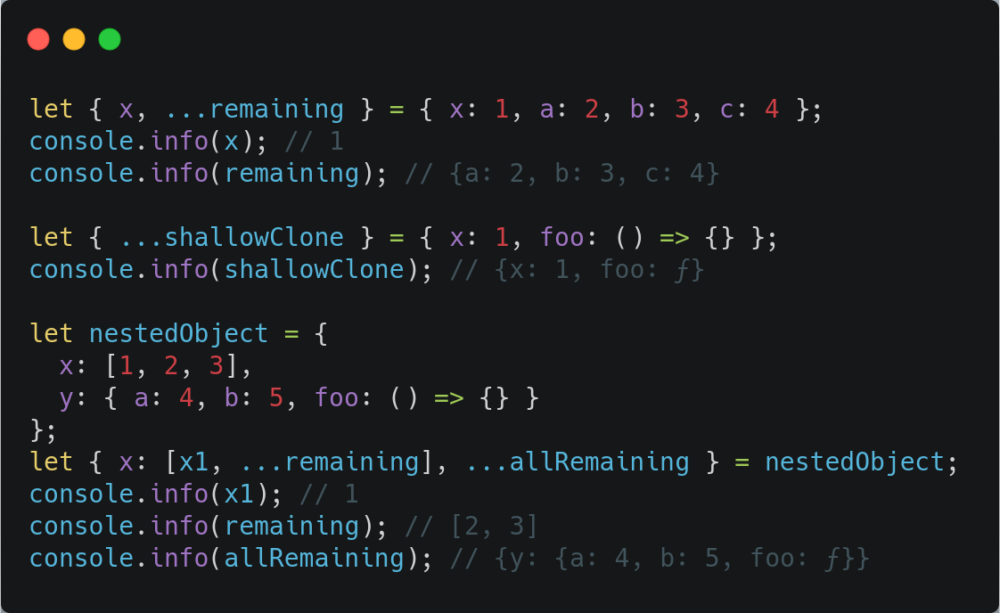 let { x, ...remaining } = { x: 1, a: 2, b: 3, c: 4 };
console.info(x); // 1
console.info(remaining); // {a: 2, b: 3, c: 4}

let { ...shallowClone } = { x: 1, foo: () => {} };
console.info(shallowClone); // {x: 1, foo: ƒ}

let nestedObject = {
  x: [1, 2, 3],
  y: { a: 4, b: 5, foo: () => {} }
};
let { x: [x1, ...remaining], ...allRemaining } = nestedObject;
console.info(x1); // 1
console.info(remaining); // [2, 3]
console.info(allRemaining); // {y: {a: 4, b: 5, foo: ƒ}}